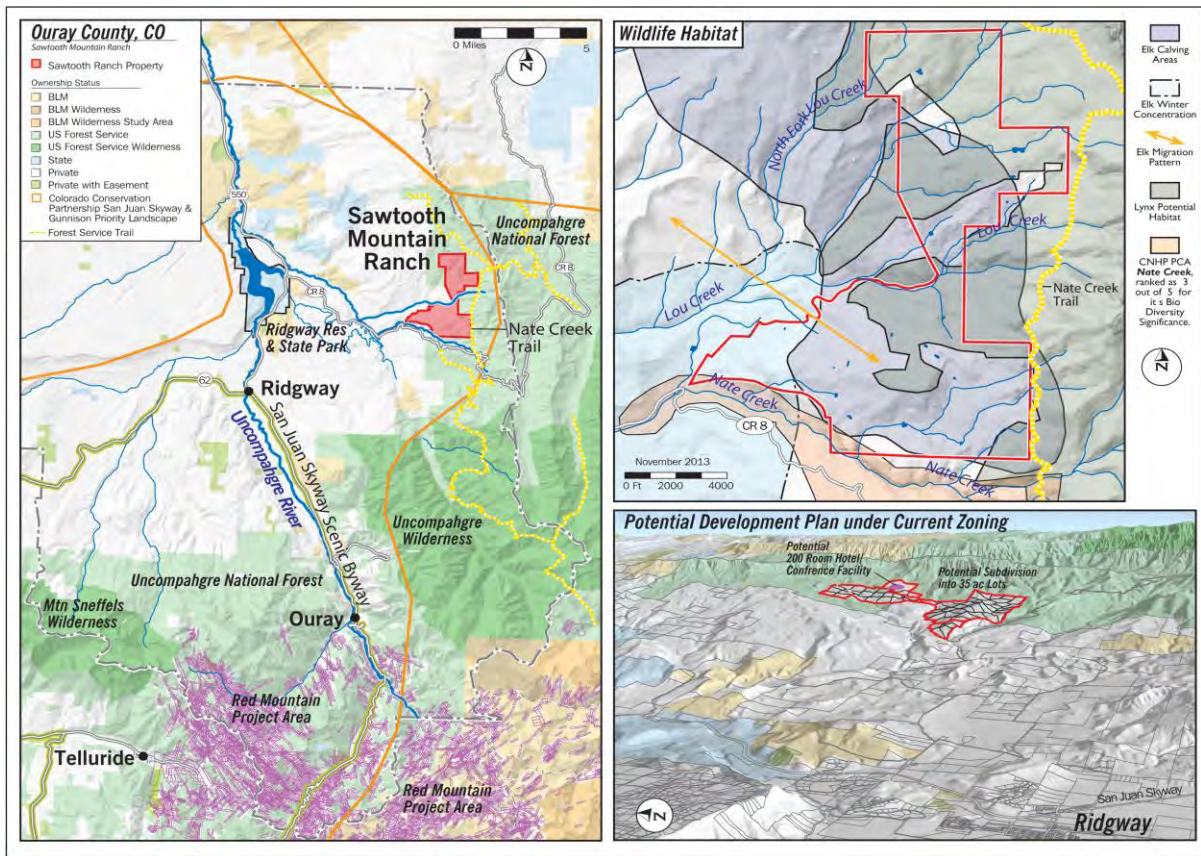 Ouray County, CO
Sawtooth Mountain Ranch
Sawtooth Ranch Property
Ownership Status
BLM
BLM Wilderness
BLM Wilderness Study Area
US Forest Service
US Forest Service Wilderness
State
Private
Private with Easement
Colorado Conservation
Partnership San Juan Skyway &
Gunnison Priority Landscape
Forest Service Trail
0 Miles 5
N
550
Sawtooth
Mountain
Ranch
Uncompahgre
National Forest
CR 8
CR 8
Nate Creek
Trail
Ridgway Res
& State Park
62
Ridgway
San Juan Skyway Scenic Byway
Uncompahgre River
Uncompahgre
Wilderness
Uncompahgre National Forest
Mtn Sneffels
Wilderness
Ouray
Red Mountain
Project Area
Telluride
Red Mountain
Project Area
Wildlife Habitat
North Fork Lou Creek
Lou Creek
Lou Creek
Nate Creek
Trail
Nate Creek
CR 8
Nate Creek
November 2013
0 Ft 2000 4000
Elk Calving
Areas
Elk Winter
Concentration
Elk Migration
Pattern
Lynx Potential
Habitat
CNHP PCA
Nate Creek,
ranked as 3
out of 5 for
it s Bio
Diversity
Significance.
N
Potential Development Plan under Current Zoning
Potential
200 Room Hotel/
Confrence Facility
Potential Subdivision
into 35 ac Lots
San Juan Skyway
Ridgway
N